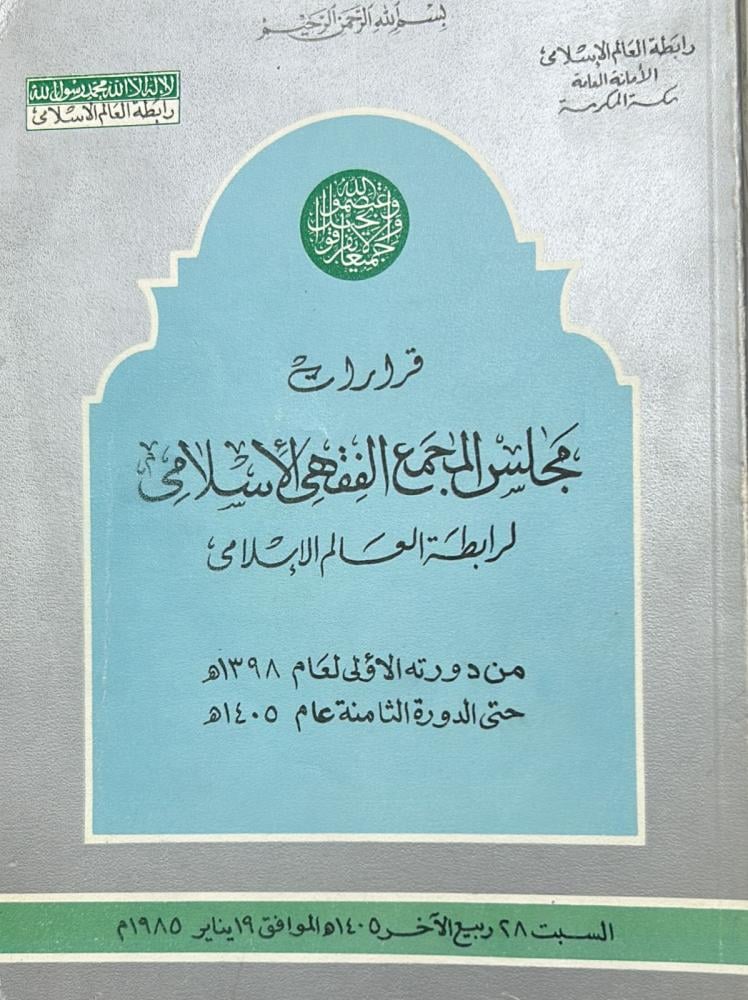 بسم الله الرحمن الرحيم
رابطة العالم الإسلامي
الأمانة العامة
مكة المكرمة
لا إله إلا الله محمد رسول الله
رابطة العالم الاسلامي
واعتصموا بحبل الله جميعا ولا تفرقوا
قرارات
مجلس المجمع الفقهي الإسلامي
لرابطة العالم الإسلامي
من دورته الأولى لعام ١٣٩٨هـ
حتى الدورة الثامنة عام ١٤٠٥هـ
السبت ٢٨ ربيع الآخر ١٤٠٥هـ الموافق ١٩ يناير ١٩٨٥م